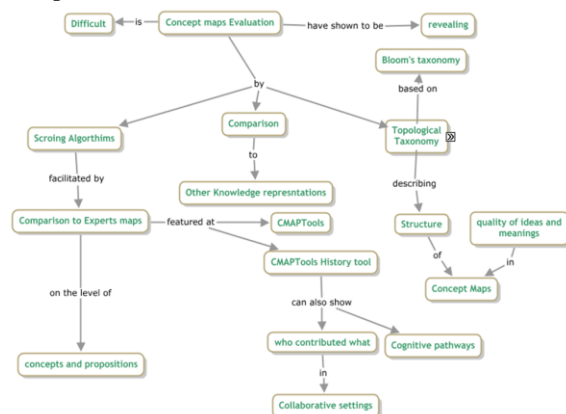 Difficult
is
Concept maps Evaluation
have shown to be
revealing
Bloom's taxonomy
based on
by
Scroing Algorthims
Comparison
Topological
Taxonomy
facilitated by
to
describing
Other Knowledge represntations
Comparison to Experts maps
featured at
CMAPTools
Structure
quality of ideas and
meanings
of
in
CMAPTools History tool
Concept Maps
on the level of
can also show
who contributed what
Cognitive pathways
concepts and propositions
in
Collaborative settings